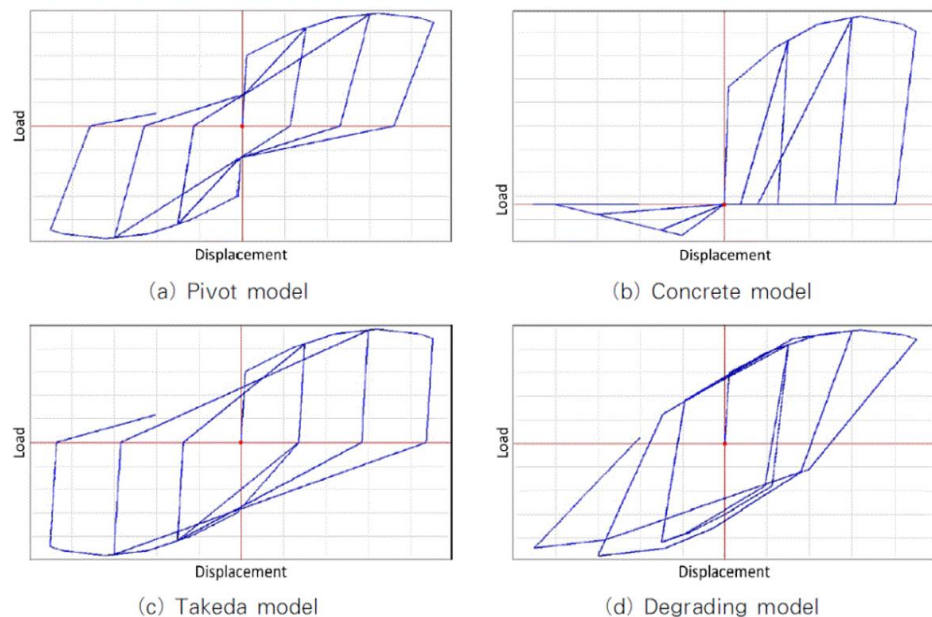 Load
Displacement
(a) Pivot model
Load
Displacement
(b) Concrete model
Load
Displacement
(c) Takeda model
Load
Displacement
(d) Degrading model